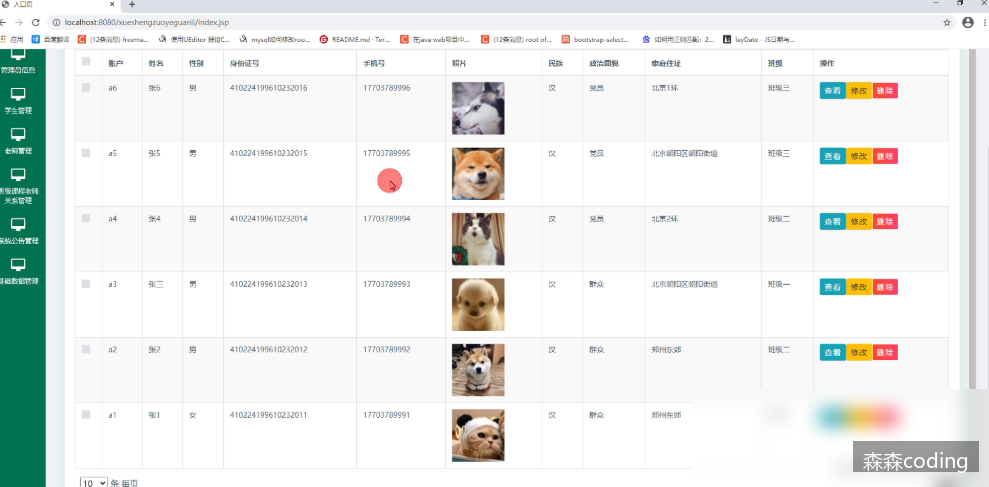 入口页
localhost:8080/xueshengzuoyeguanli/index.jsp
应用 百度翻译 (12条消息) freema... 使用UEditor 报错C... mysql如何修改roo... README.md · Ter... 在java web项目中... (12条消息) root of... bootstrap-select... 如何用正则匹配：2... layDate - JS日期与...
管理员信息
学生管理
老师管理
班级课程老师
关系管理
系统公告管理
基础数据管理
账户 姓名 性别 身份证号 手机号 照片 民族 政治面貌 家庭住址 班级 操作
a6 张6 男 410224199610232016 17703789996 汉 党员 北京1环 班级三 查看 修改 删除
a5 张5 男 410224199610232015 17703789995 汉 党员 北京朝阳区朝阳街道 班级三 查看 修改 删除
a4 张4 男 410224199610232014 17703789994 汉 党员 北京2环 班级二 查看 修改 删除
a3 张三 男 410224199610232013 17703789993 汉 群众 北京朝阳区朝阳街道 班级一 查看 修改 删除
a2 张2 男 410224199610232012 17703789992 汉 群众 郑州东郊 班级二 查看 修改 删除
a1 张1 女 410224199610232011 17703789991 汉 群众 郑州东郊
10 条 每页
森森coding